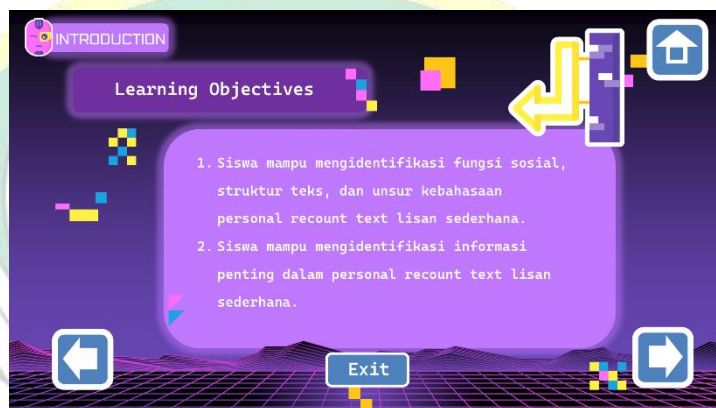 INTRODUCTION
Learning Objectives
1. Siswa mampu mengidentifikasi fungsi sosial,
struktur teks, dan unsur kebahasaan
personal recount text lisan sederhana.
2. Siswa mampu mengidentifikasi informasi
penting dalam personal recount text lisan
sederhana.
Exit